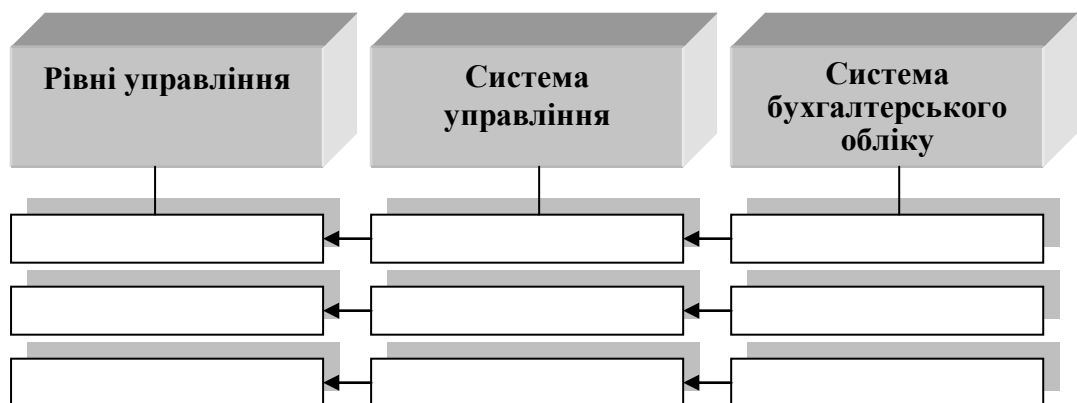 Рівні управління
Система
управління
Система
бухгалтерського
обліку